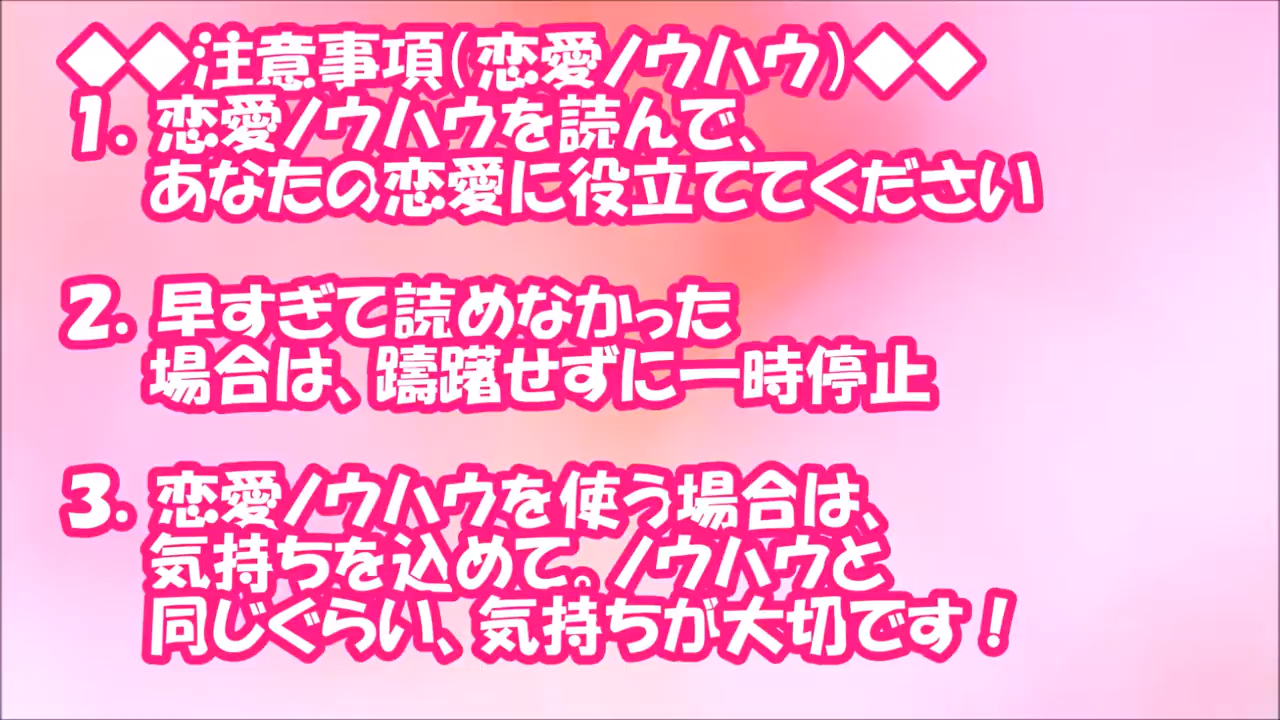 ◆◆注意事項(恋愛ノウハウ)◆◆
1. 恋愛ノウハウを読んで、
あなたの恋愛に役立ててください
2. 早すぎて読めなかった
場合は、躊躇せずに一時停止
3. 恋愛ノウハウを使う場合は、
気持ちを込めて。ノウハウと
同じぐらい、気持ちが大切です！